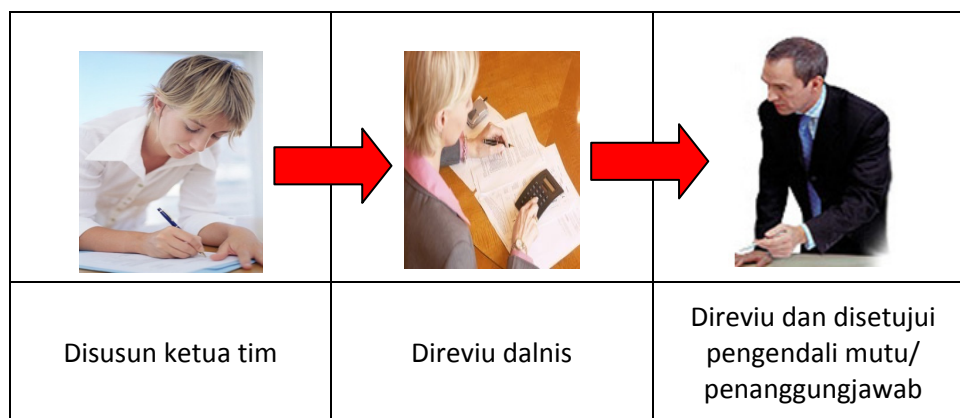 Disusun ketua tim
Direviu dalnis
Direviu dan disetujui
pengendali mutu/
penanggungjawab